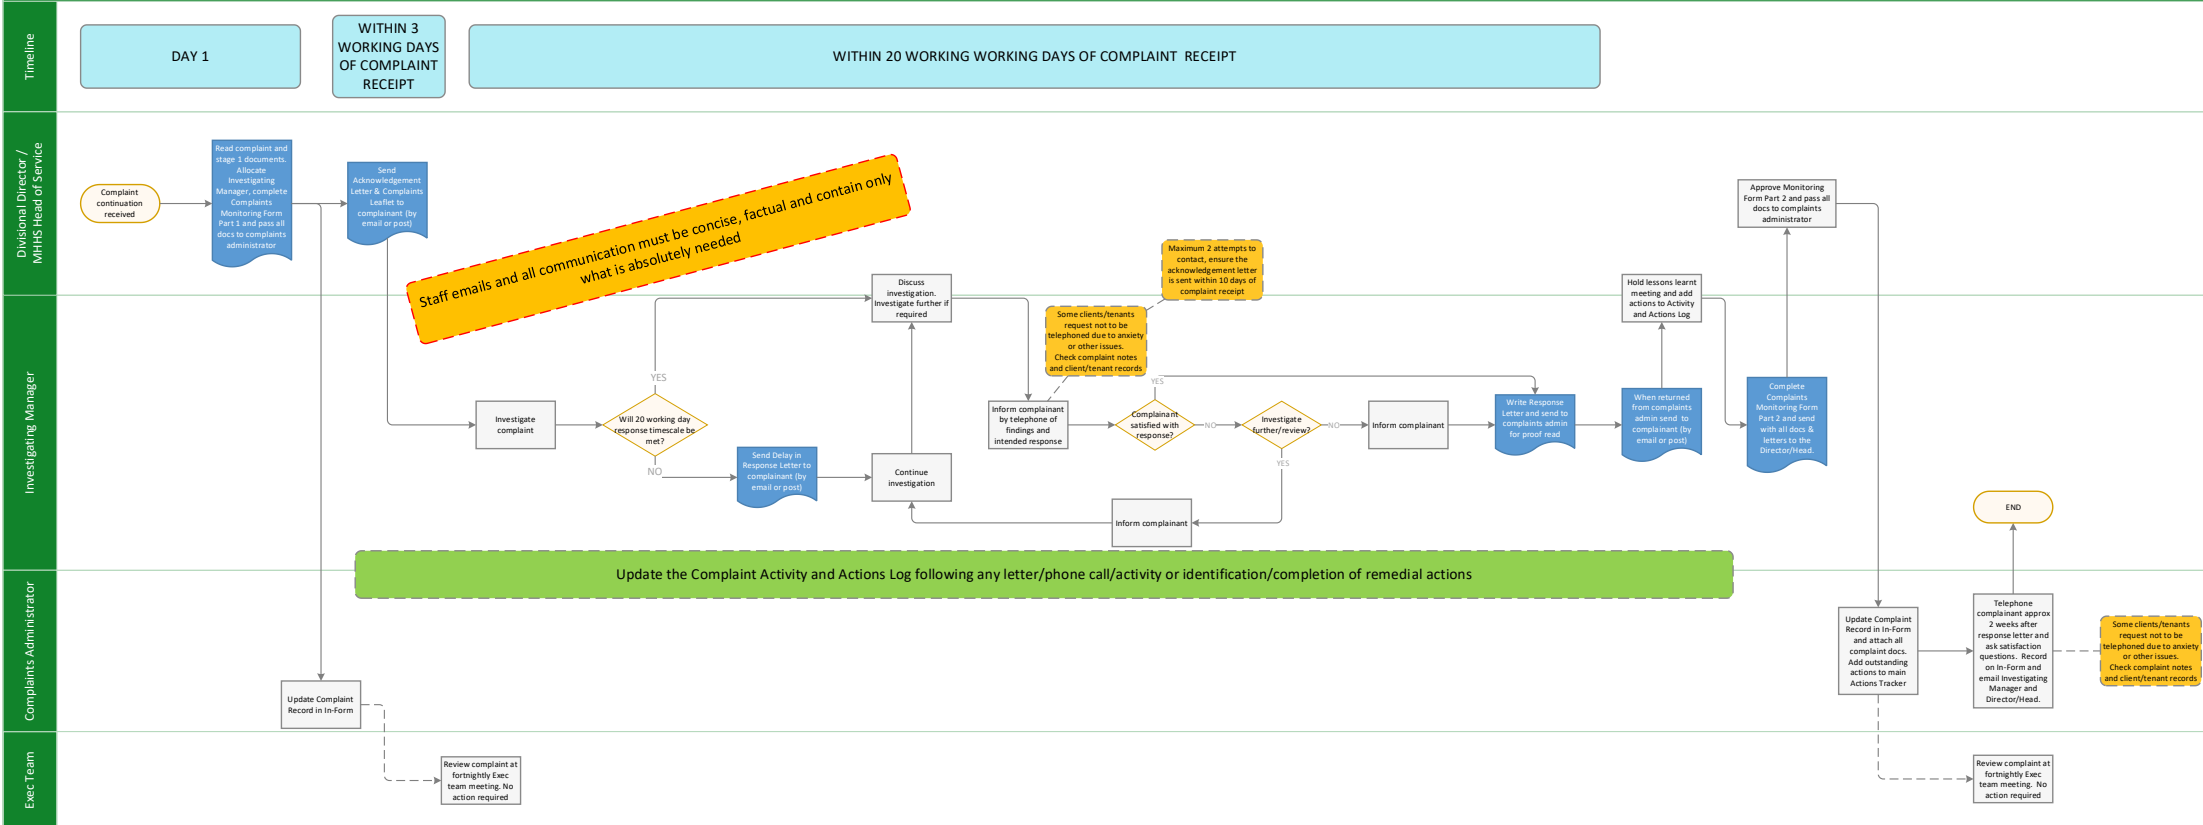 Timeline
DAY 1
WITHIN 3
WORKING DAYS
OF COMPLAINT
RECEIPT
WITHIN 20 WORKING WORKING DAYS OF COMPLAINT RECEIPT
Divisional Director /
MHHS Head of Service
Complaint
continuation
received
Read complaint and
stage 1 documents.
Allocate
Investigating
Manager, complete
Complaints
Monitoring Form
Part 1 and pass all
docs to complaints
administrator
Send
Acknowledgement
Letter & Complaints
Leaflet to
complainant (by
email or post)
Staff emails and all communication must be concise, factual and contain only
what is absolutely needed
Discuss
investigation.
Investigate further if
required
Maximum 2 attempts to
contact, ensure the
acknowledgement letter
is sent within 10 days of
complaint receipt
Hold lessons learnt
meeting and add
actions to Activity
and Actions Log
Approve Monitoring
Form Part 2 and pass all
docs to complaints
administrator
Investigating Manager
Investigate
complaint
Will 20 working day
response timescale be
met?
YES
NO
Send Delay in
Response Letter to
complainant (by
email or post)
Continue
investigation
Some clients/tenants
request not to be
telephoned due to anxiety
or other issues.
Check complaint notes
and client/tenant records
Inform complainant
by telephone of
findings and
intended response
Complainant
satisfied with
response?
YES
NO
Investigate
further/review?
NO
YES
Inform complainant
Inform complainant
Write Response
Letter and send to
complaints admin
for proof read
When returned
from complaints
admin send to
complainant (by
email or post)
Complete
Complaints
Monitoring Form
Part 2 and send
with all docs &
letters to the
Director/Head.
END
Update the Complaint Activity and Actions Log following any letter/phone call/activity or identification/completion of remedial actions
Complaints Administrator
Update Complaint
Record in In-Form
Update Complaint
Record in In-Form
and attach all
complaint docs.
Add outstanding
actions to main
Actions Tracker
Telephone
complainant approx
2 weeks after
response letter and
ask satisfaction
questions. Record
on In-Form and
email Investigating
Manager and
Director/Head.
Some clients/tenants
request not to be
telephoned due to anxiety
or other issues.
Check complaint notes
and client/tenant records
Exec Team
Review complaint at
fortnightly Exec
team meeting. No
action required
Review complaint at
fortnightly Exec
team meeting. No
action required